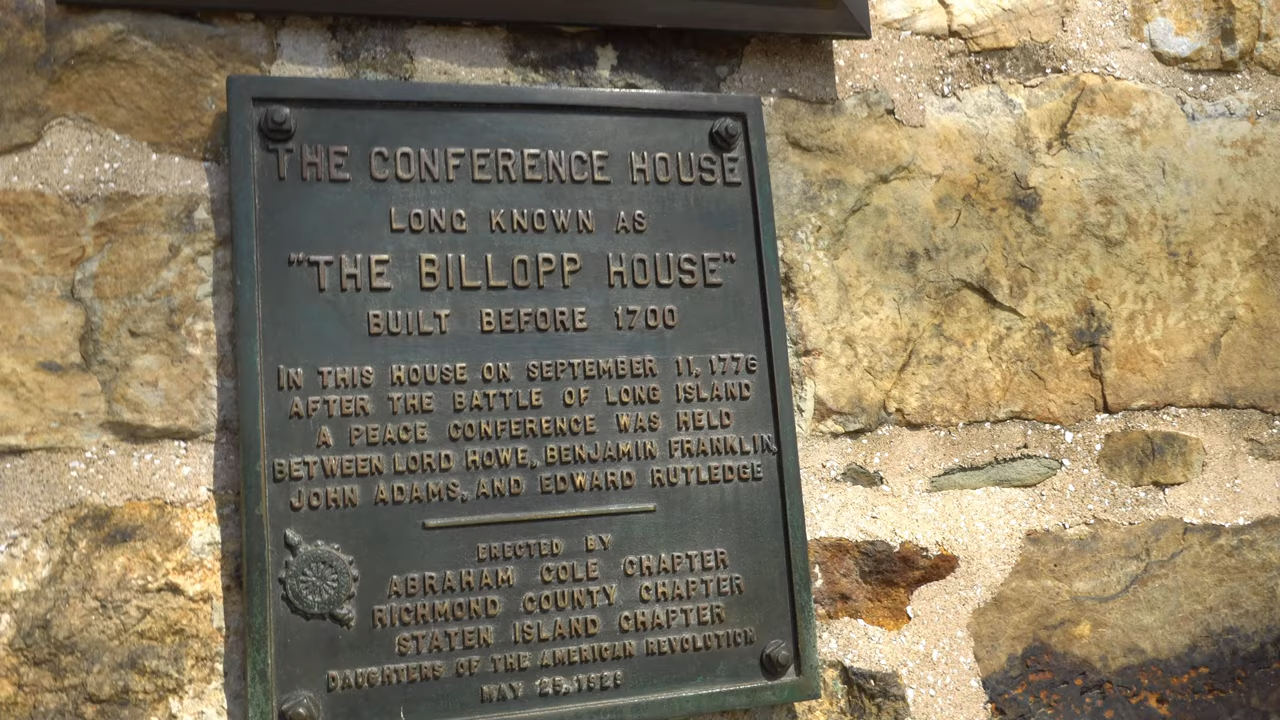 THE CONFERENCE HOUSE
LONG KNOWN AS
"THE BILLOPP HOUSE"
BUILT BEFORE 1700
IN THIS HOUSE ON SEPTEMBER 11, 1776
AFTER THE BATTLE OF LONG ISLAND
A PEACE CONFERENCE WAS HELD
BETWEEN LORD HOWE, BENJAMIN FRANKLIN,
JOHN ADAMS, AND EDWARD RUTLEDGE
ERECTED BY
ABRAHAM COLE CHAPTER
RICHMOND COUNTY CHAPTER
STATEN ISLAND CHAPTER
DAUGHTERS OF THE AMERICAN REVOLUTION
MAY 25,